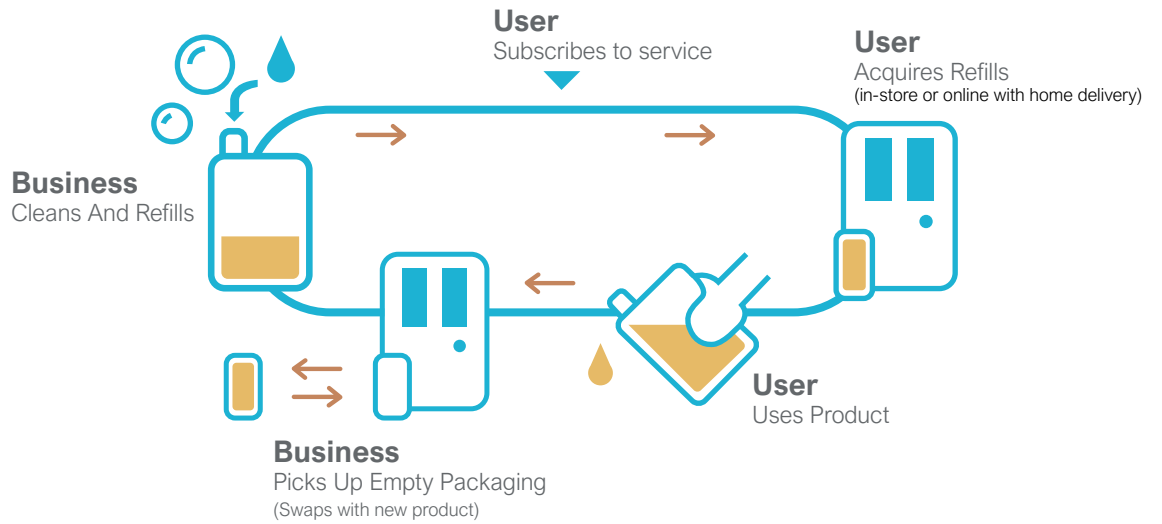 User
Subscribes to service
User
Acquires Refills
(in-store or online with home delivery)
Business
Cleans And Refills
User
Uses Product
Business
Picks Up Empty Packaging
(Swaps with new product)